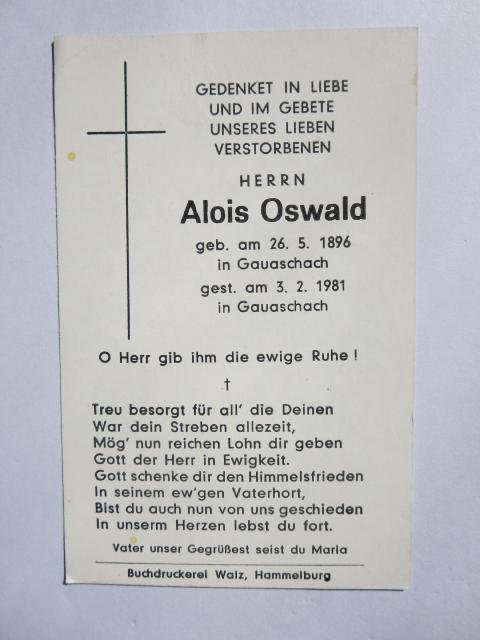 GEDENKET IN LIEBE
UND IM GEBETE
UNSERES LIEBEN
VERSTORBENEN
HERRN
Alois Oswald
geb. am 26. 5. 1896
in Gauaschach
gest. am 3. 2. 1981
in Gauaschach
O Herr gib ihm die ewige Ruhe !
†
Treu besorgt für all' die Deinen
War dein Streben allezeit,
Mög' nun reichen Lohn dir geben
Gott der Herr in Ewigkeit.
Gott schenke dir den Himmelsfrieden
In seinem ew'gen Vaterhort,
Bist du auch nun von uns geschieden
In unserm Herzen lebst du fort.
Vater unser Gegrüßest seist du Maria
Buchdruckerei Walz, Hammelburg